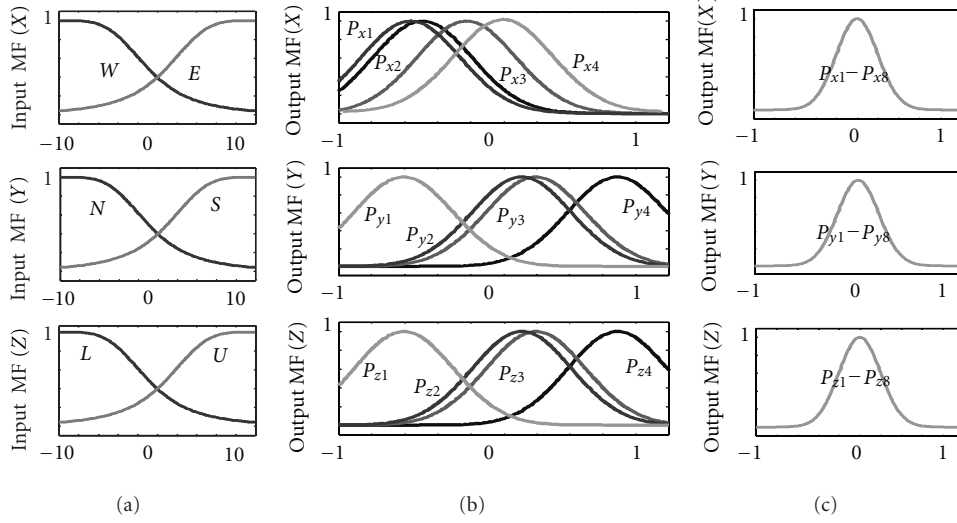 Input MF (X)
1
W
E
−10
0
10
Output MF(X)
1
Px1
Px2
Px3
Px4
−1
0
1
Output MF(X)
1
Px1−Px8
−1
0
1
Input MF (Y)
1
N
S
−10
0
10
Output MF (Y)
1
Py1
Py2
Py3
Py4
−1
0
1
Output MF(Y)
1
Py1−Py8
−1
0
1
Input MF (Z)
1
L
U
−10
0
10
Output MF(Z)
1
Pz1
Pz2
Pz3
Pz4
−1
0
1
Output MF (Z)
1
Pz1−Pz8
−1
0
1
(a)
(b)
(c)